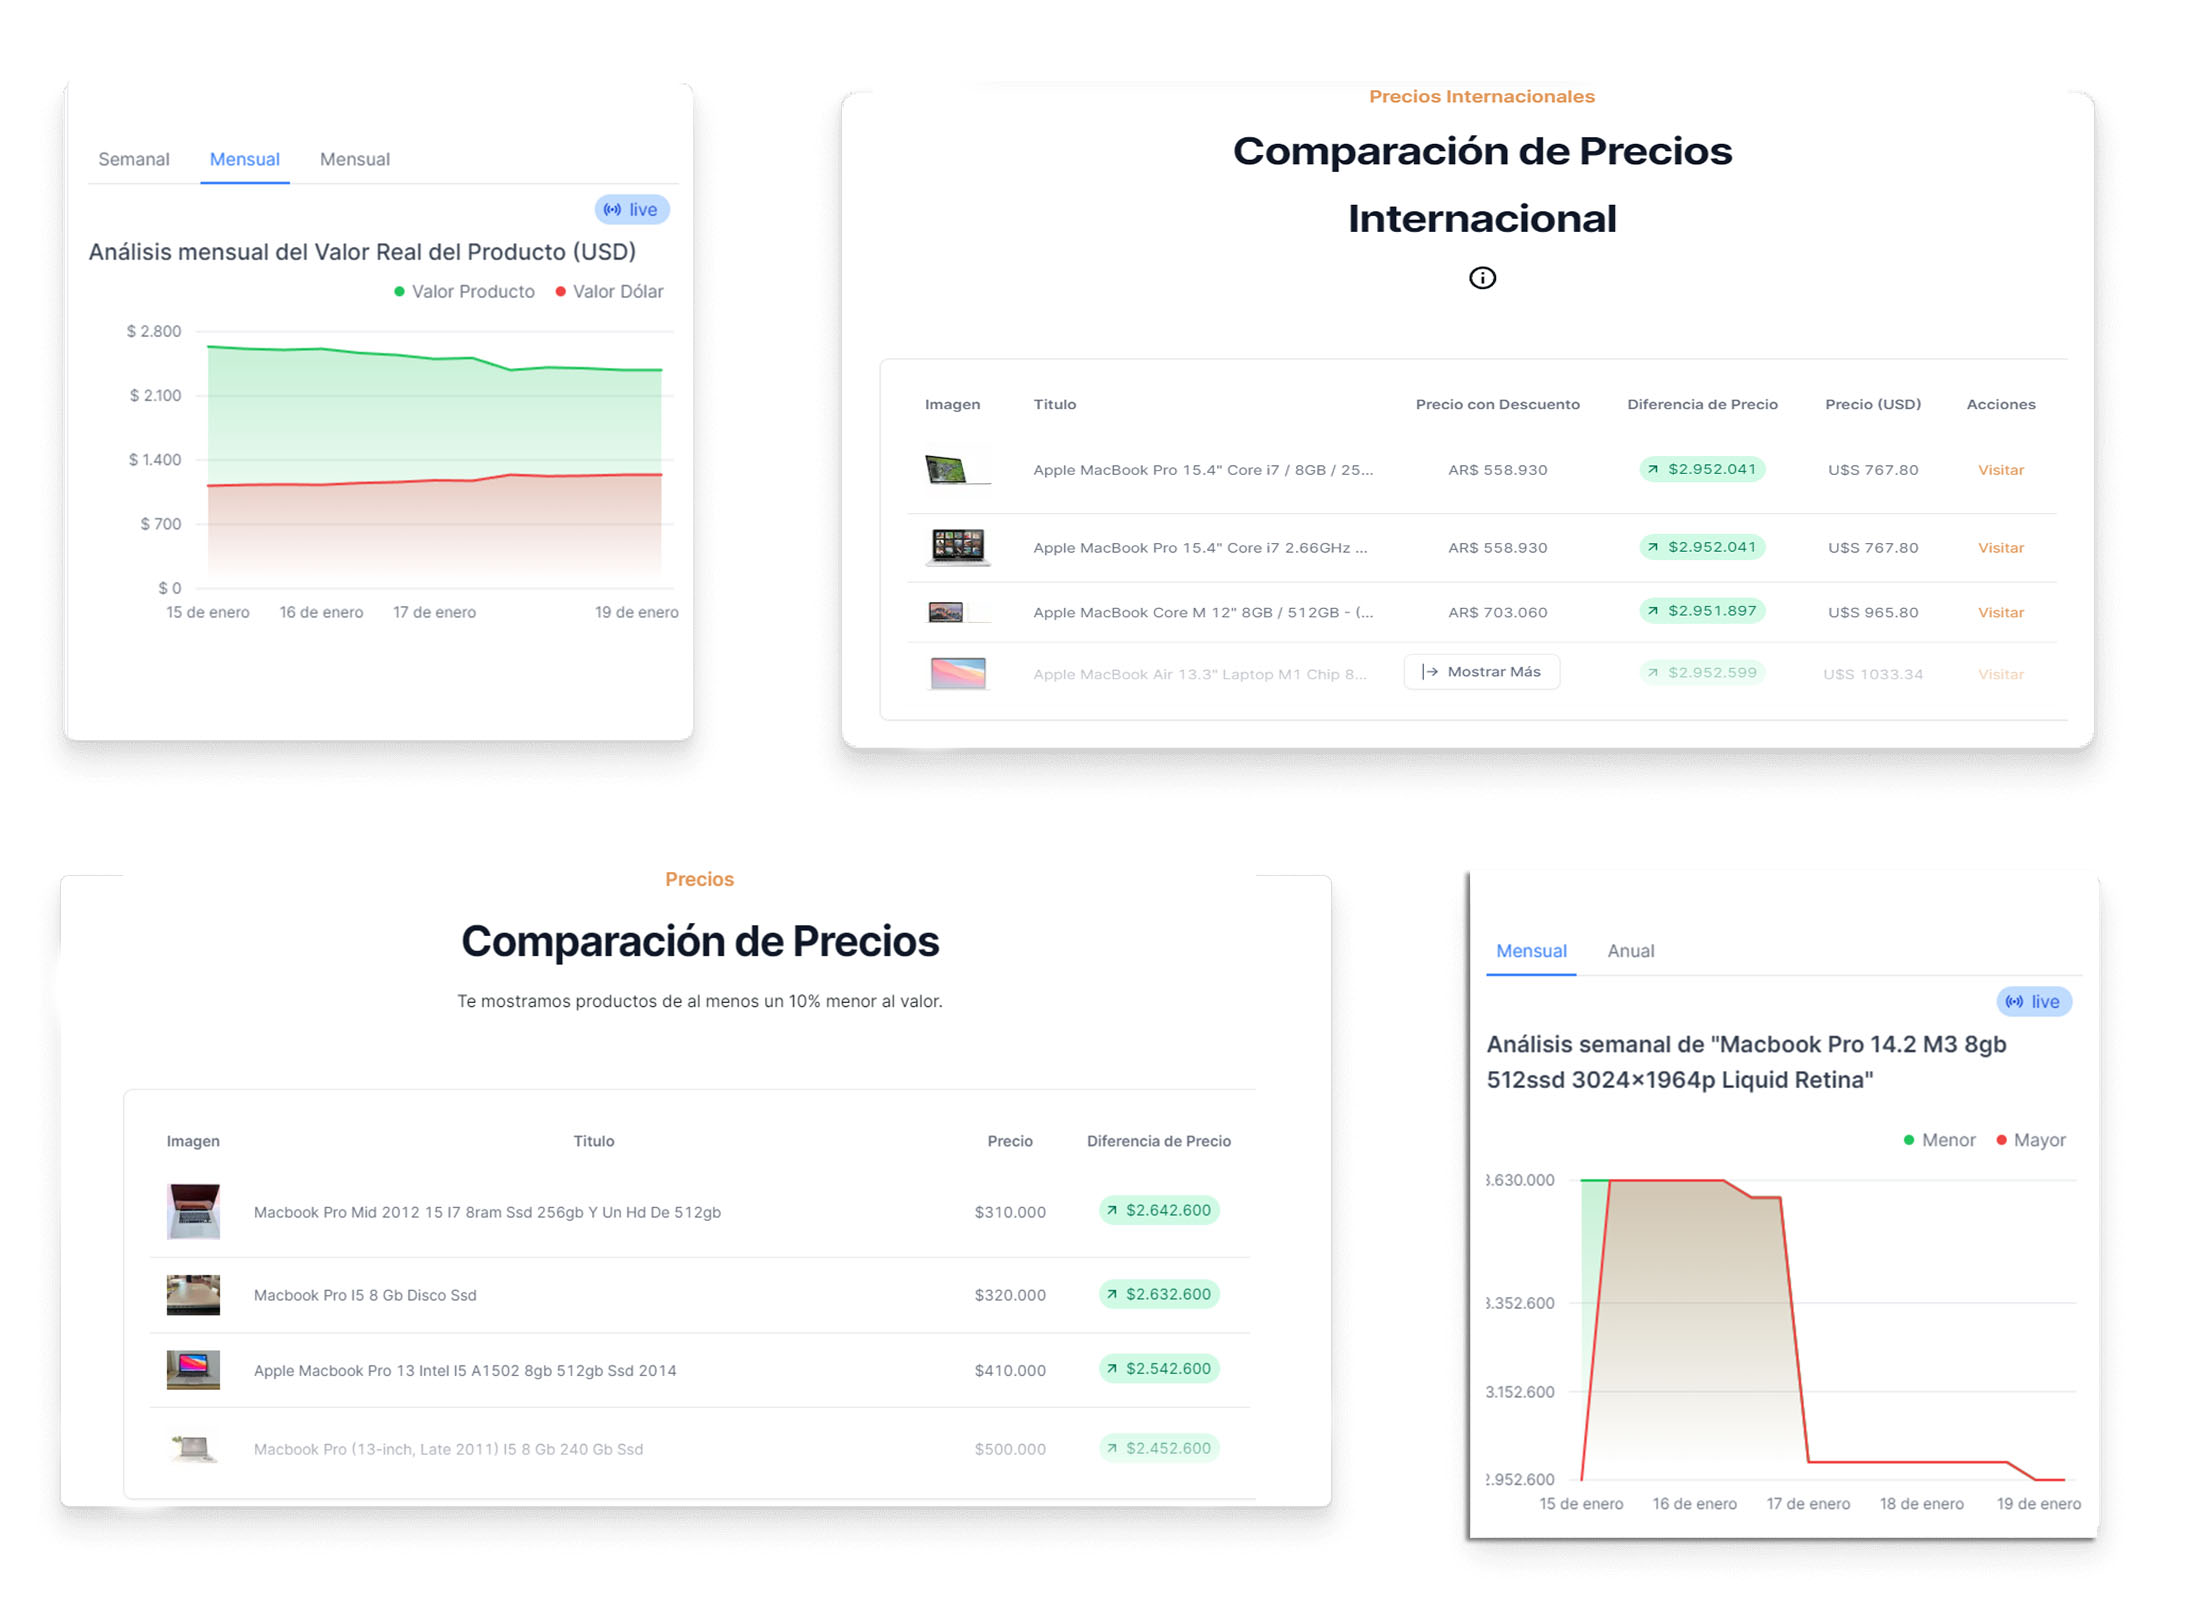 Semanal Mensual Mensual
live
Análisis mensual del Valor Real del Producto (USD)
Valor Producto Valor Dólar
$ 2.800
$ 2.100
$ 1.400
$ 700
$ 0
15 de enero 16 de enero 17 de enero 19 de enero
Precios Internacionales
Comparación de Precios
Internacional
Imagen Titulo Precio con Descuento Diferencia de Precio Precio (USD) Acciones
Apple MacBook Pro 15.4" Core i7 / 8GB / 25... AR$ 558.930 $2.952.041 U$S 767.80 Visitar
Apple MacBook Pro 15.4" Core i7 2.66GHz ... AR$ 558.930 $2.952.041 U$S 767.80 Visitar
Apple MacBook Core M 12" 8GB / 512GB - (... AR$ 703.060 $2.951.897 U$S 965.80 Visitar
Apple MacBook Air 13.3" Laptop M1 Chip 8... Mostrar Más $2.952.599 U$S 1033.34 Visitar
Precios
Comparación de Precios
Te mostramos productos de al menos un 10% menor al valor.
Imagen Titulo Precio Diferencia de Precio
Macbook Pro Mid 2012 15 I7 8ram Ssd 256gb Y Un Hd De 512gb $310.000 $2.642.600
Macbook Pro I5 8 Gb Disco Ssd $320.000 $2.632.600
Apple Macbook Pro 13 Intel I5 A1502 8gb 512gb Ssd 2014 $410.000 $2.542.600
Macbook Pro (13-inch, Late 2011) I5 8 Gb 240 Gb Ssd $500.000 $2.452.600
Mensual Anual
live
Análisis semanal de "Macbook Pro 14.2 M3 8gb
512ssd 3024×1964p Liquid Retina"
Menor Mayor
3.630.000
3.352.600
3.152.600
2.952.600
15 de enero 16 de enero 17 de enero 18 de enero 19 de enero